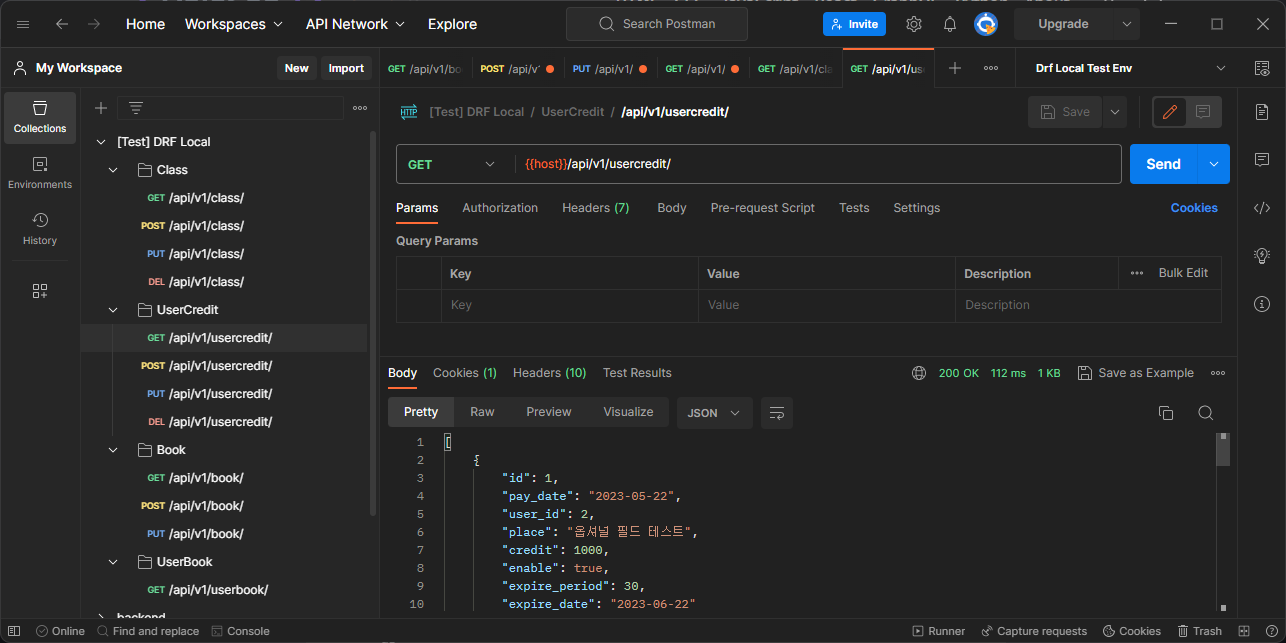 Home Workspaces API Network Explore Search Postman Invite Upgrade
My Workspace New Import
GET /api/v1/bo POST /api/v1 PUT /api/v1/ GET /api/v1/ GET /api/v1/cla GET /api/v1/us Drf Local Test Env
Collections
Environments
History
[Test] DRF Local
Class
GET /api/v1/class/
POST /api/v1/class/
PUT /api/v1/class/
DEL /api/v1/class/
UserCredit
GET /api/v1/usercredit/
POST /api/v1/usercredit/
PUT /api/v1/usercredit/
DEL /api/v1/usercredit/
Book
GET /api/v1/book/
POST /api/v1/book/
PUT /api/v1/book/
UserBook
GET /api/v1/userbook/
backend
HTTP [Test] DRF Local / UserCredit / /api/v1/usercredit/ Save
GET {{host}}/api/v1/usercredit/ Send
Params Authorization Headers (7) Body Pre-request Script Tests Settings Cookies
Query Params
Key Value Description Bulk Edit
Key Value Description
Body Cookies (1) Headers (10) Test Results 200 OK 112 ms 1 KB Save as Example
Pretty Raw Preview Visualize JSON
1 [
2 {
3 "id": 1,
4 "pay_date": "2023-05-22",
5 "user_id": 2,
6 "place": "옵셔널 필드 테스트",
7 "credit": 1000,
8 "enable": true,
9 "expire_period": 30,
10 "expire_date": "2023-06-22"
Online Find and replace Console Runner Capture requests Cookies Trash